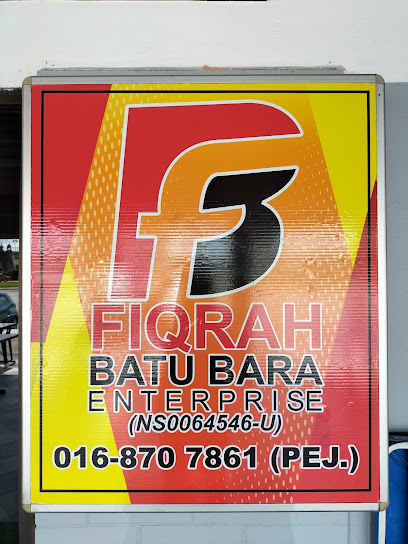 FB
FIQRAH
BATU BARA
ENTERPRISE
(NS0064546-U)
016-870 7861 (PEJ.)